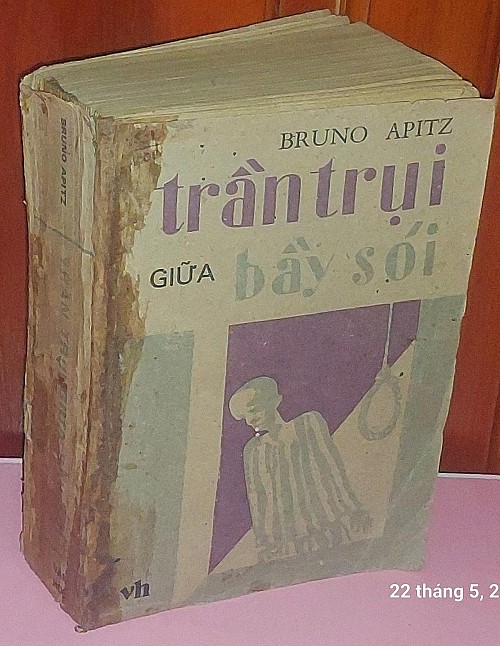 BRUNO APITZ
trần trụi
GIỮA bầy sói
vh
BRUNO APITZ
22 tháng 5, 2